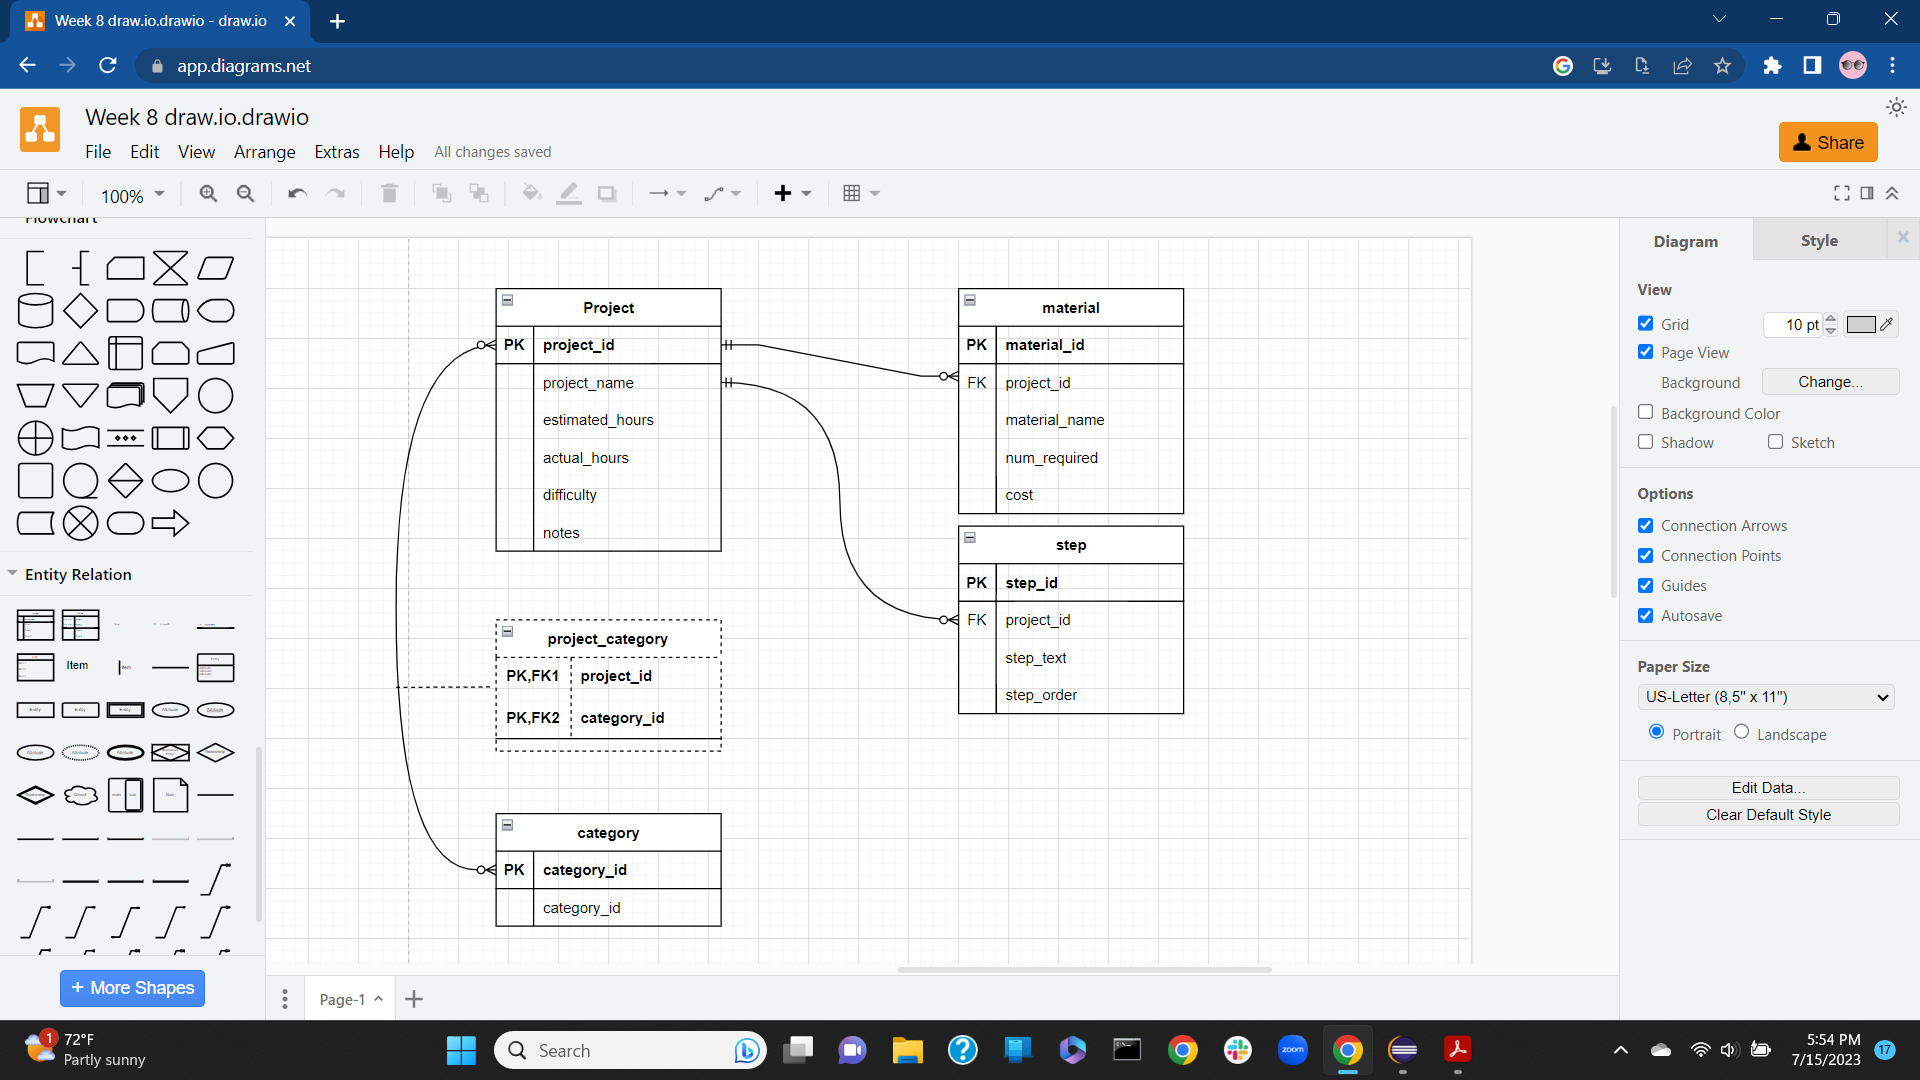 Week 8 draw.io.drawio - draw.io
app.diagrams.net
Week 8 draw.io.drawio
File Edit View Arrange Extras Help All changes saved
Share
100%
Flowchart
Entity Relation
Item
+ More Shapes
Project
PK project_id
project_name
estimated_hours
actual_hours
difficulty
notes
material
PK material_id
FK project_id
material_name
num_required
cost
step
PK step_id
FK project_id
step_text
step_order
project_category
PK,FK1 project_id
PK,FK2 category_id
category
PK category_id
category_id
Page-1
Diagram Style
View
Grid 10 pt
Page View
Background Change...
Background Color
Shadow Sketch
Options
Connection Arrows
Connection Points
Guides
Autosave
Paper Size
US-Letter (8,5" x 11")
Portrait Landscape
Edit Data...
Clear Default Style
1
72°F
Partly sunny
Search
zoom
5:54 PM
7/15/2023
17